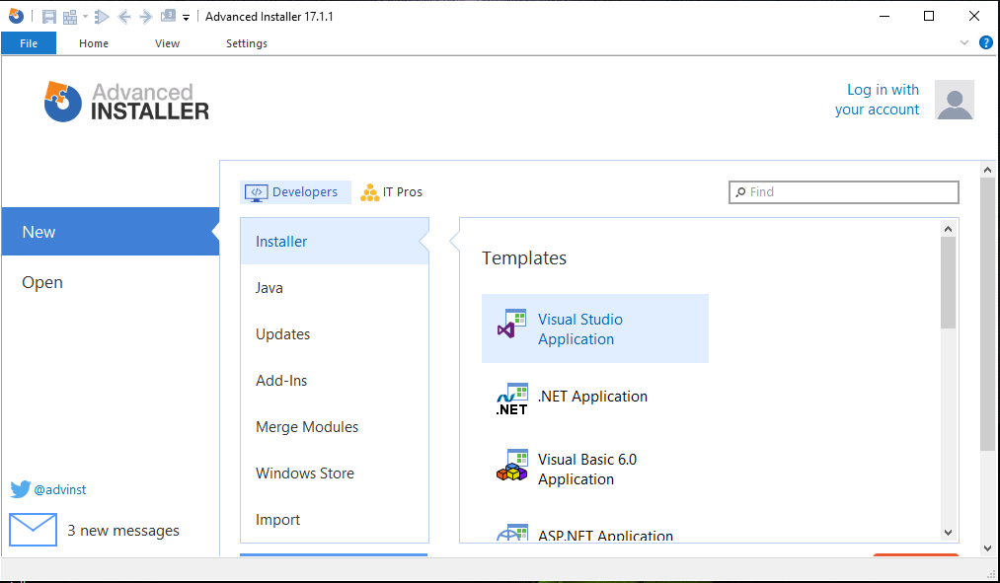 Advanced Installer 17.1.1
File
Home
View
Settings
?
Advanced
INSTALLER
Log in with
your account
New
Open
Developers
IT Pros
Find
Installer
Java
Updates
Add-Ins
Merge Modules
Windows Store
Import
Templates
Visual Studio
Application
.NET
.NET Application
Visual Basic 6.0
Application
ASP.NET Application
@advinst
3 new messages